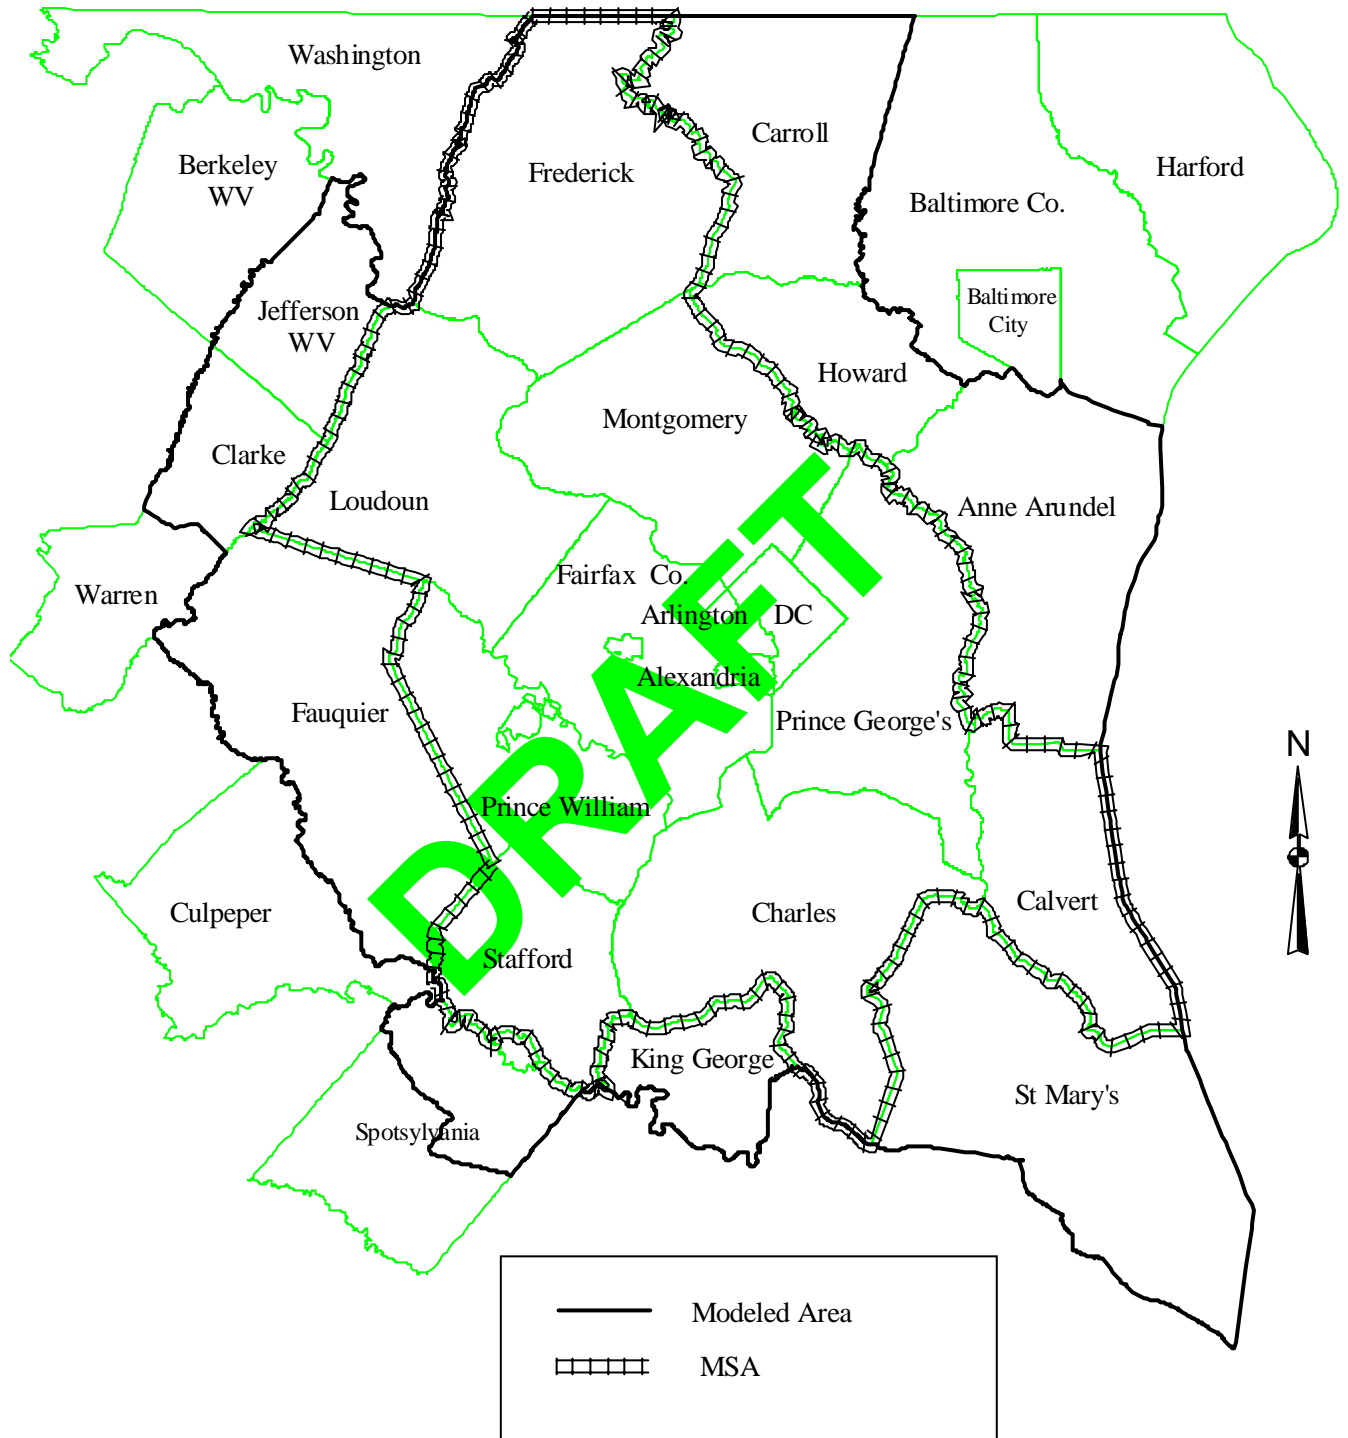 Washington
Carroll
Berkeley
WV
Frederick
Harford
Baltimore Co.
Baltimore
City
Jefferson
WV
Howard
Montgomery
Clarke
Loudoun
Anne Arundel
Fairfax Co.
Warren
Arlington
DC
Alexandria
Fauquier
Prince George's
N
Prince William
Culpeper
Charles
Calvert
Stafford
King George
St Mary's
Spotsylvania
DRAFT
Modeled Area
MSA